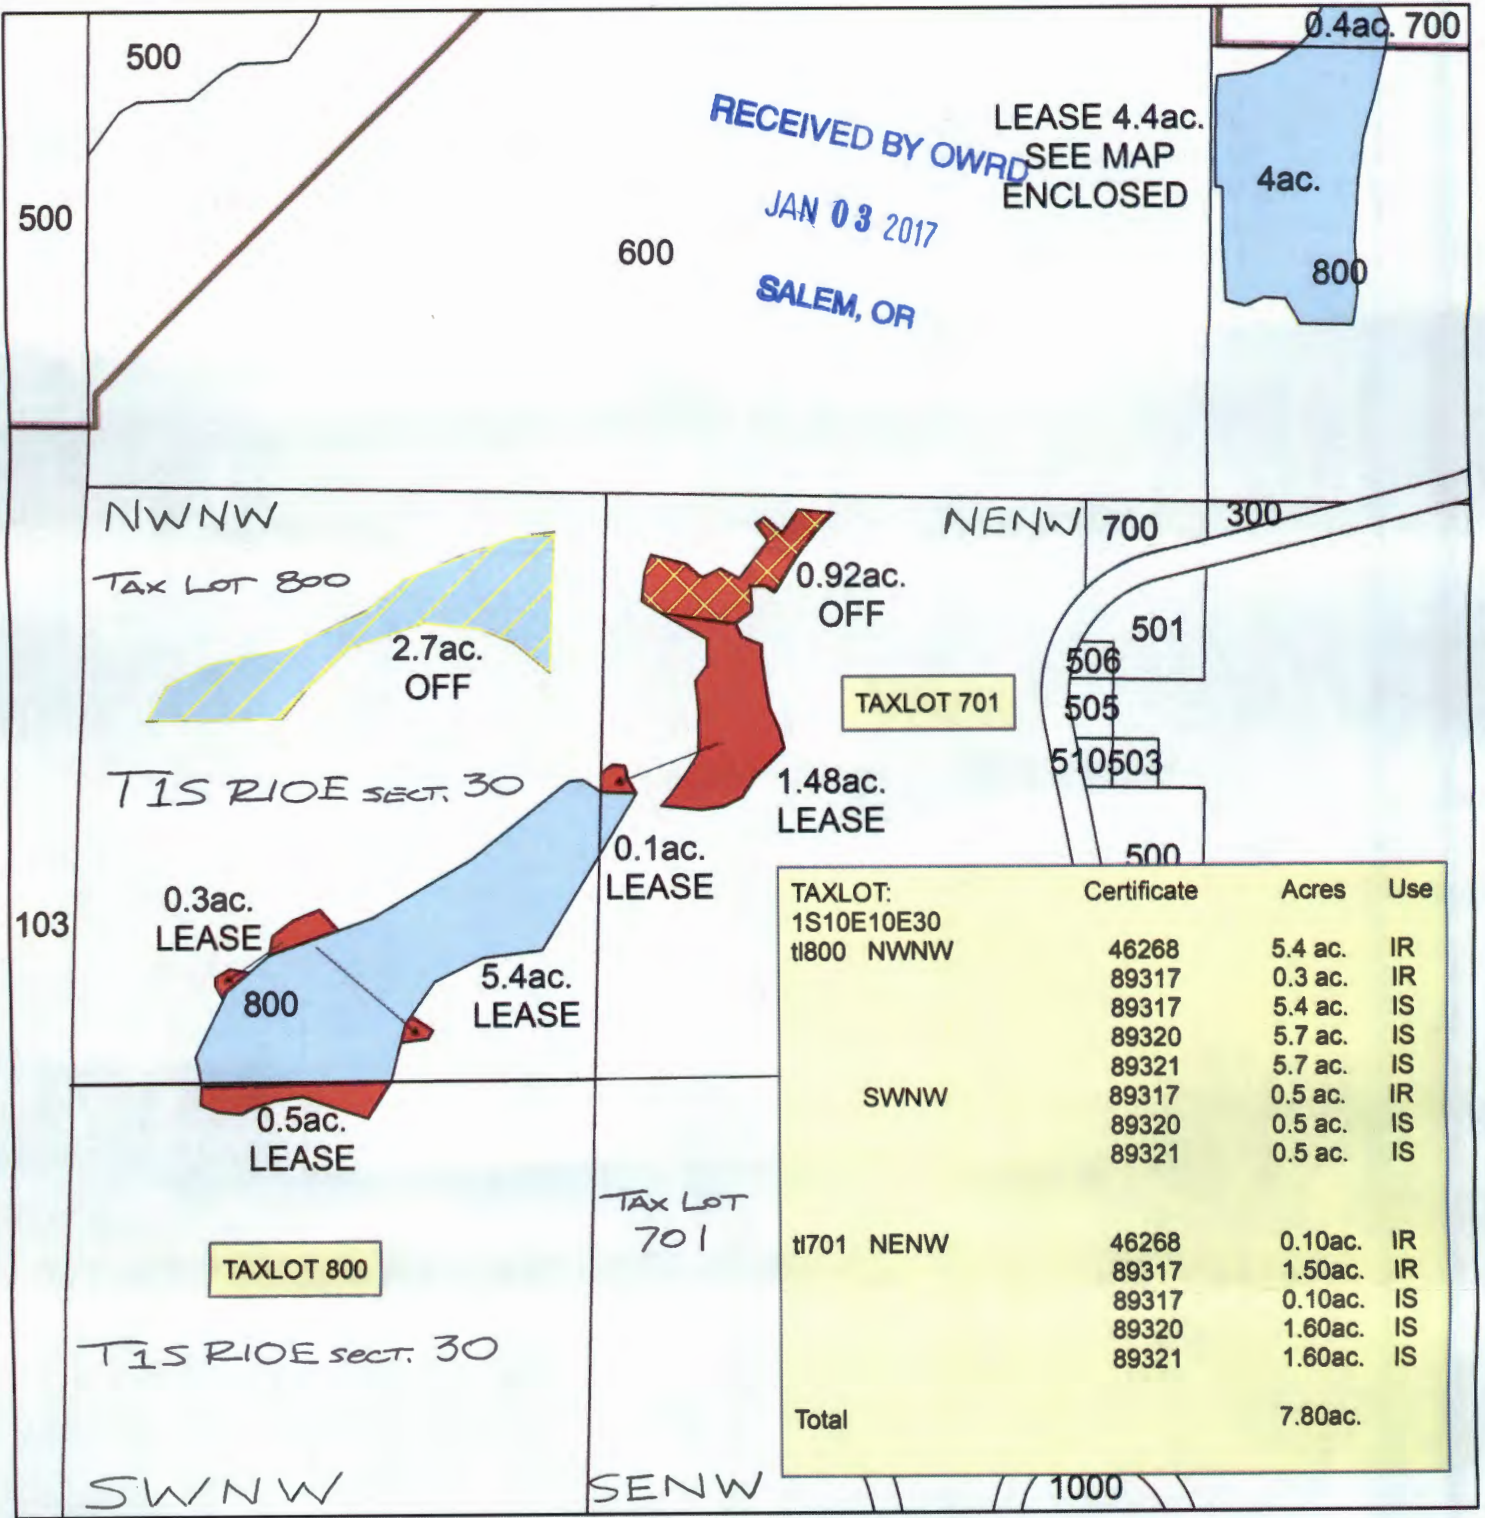 500
0.4ac. 700
RECEIVED BY OWRD
JAN 03 2017
SALEM, OR
LEASE 4.4ac.
SEE MAP
ENCLOSED
4ac.
500
600
800
NWNW
TAX LOT 800
2.7ac.
OFF
T1S R10E SECT. 30
NENW
700
300
0.92ac.
OFF
501
506
505
510
503
500
TAXLOT 701
1.48ac.
LEASE
0.1ac.
LEASE
103
0.3ac.
LEASE
800
5.4ac.
LEASE
0.5ac.
LEASE
TAXLOT: Certificate Acres Use
1S10E10E30
tl800 NWNW 46268 5.4 ac. IR
89317 0.3 ac. IR
89317 5.4 ac. IS
89320 5.7 ac. IS
89321 5.7 ac. IS
SWNW 89317 0.5 ac. IR
89320 0.5 ac. IS
89321 0.5 ac. IS
tl701 NENW 46268 0.10ac. IR
89317 1.50ac. IR
89317 0.10ac. IS
89320 1.60ac. IS
89321 1.60ac. IS
Total 7.80ac.
TAX LOT
701
TAXLOT 800
T1S R10E SECT. 30
SWNW
SENW
1000